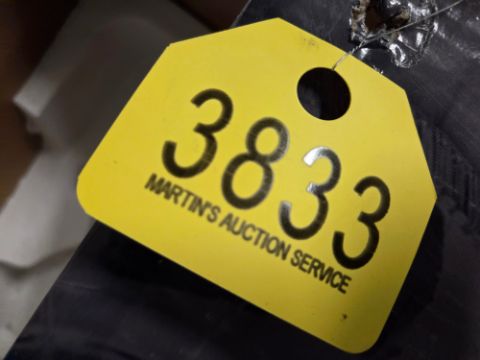 3833
MARTIN'S AUCTION SERVICE